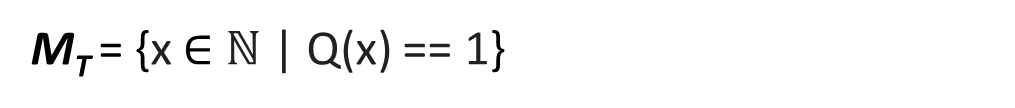 M_T = {x ∈ ℕ | Q(x) == 1}